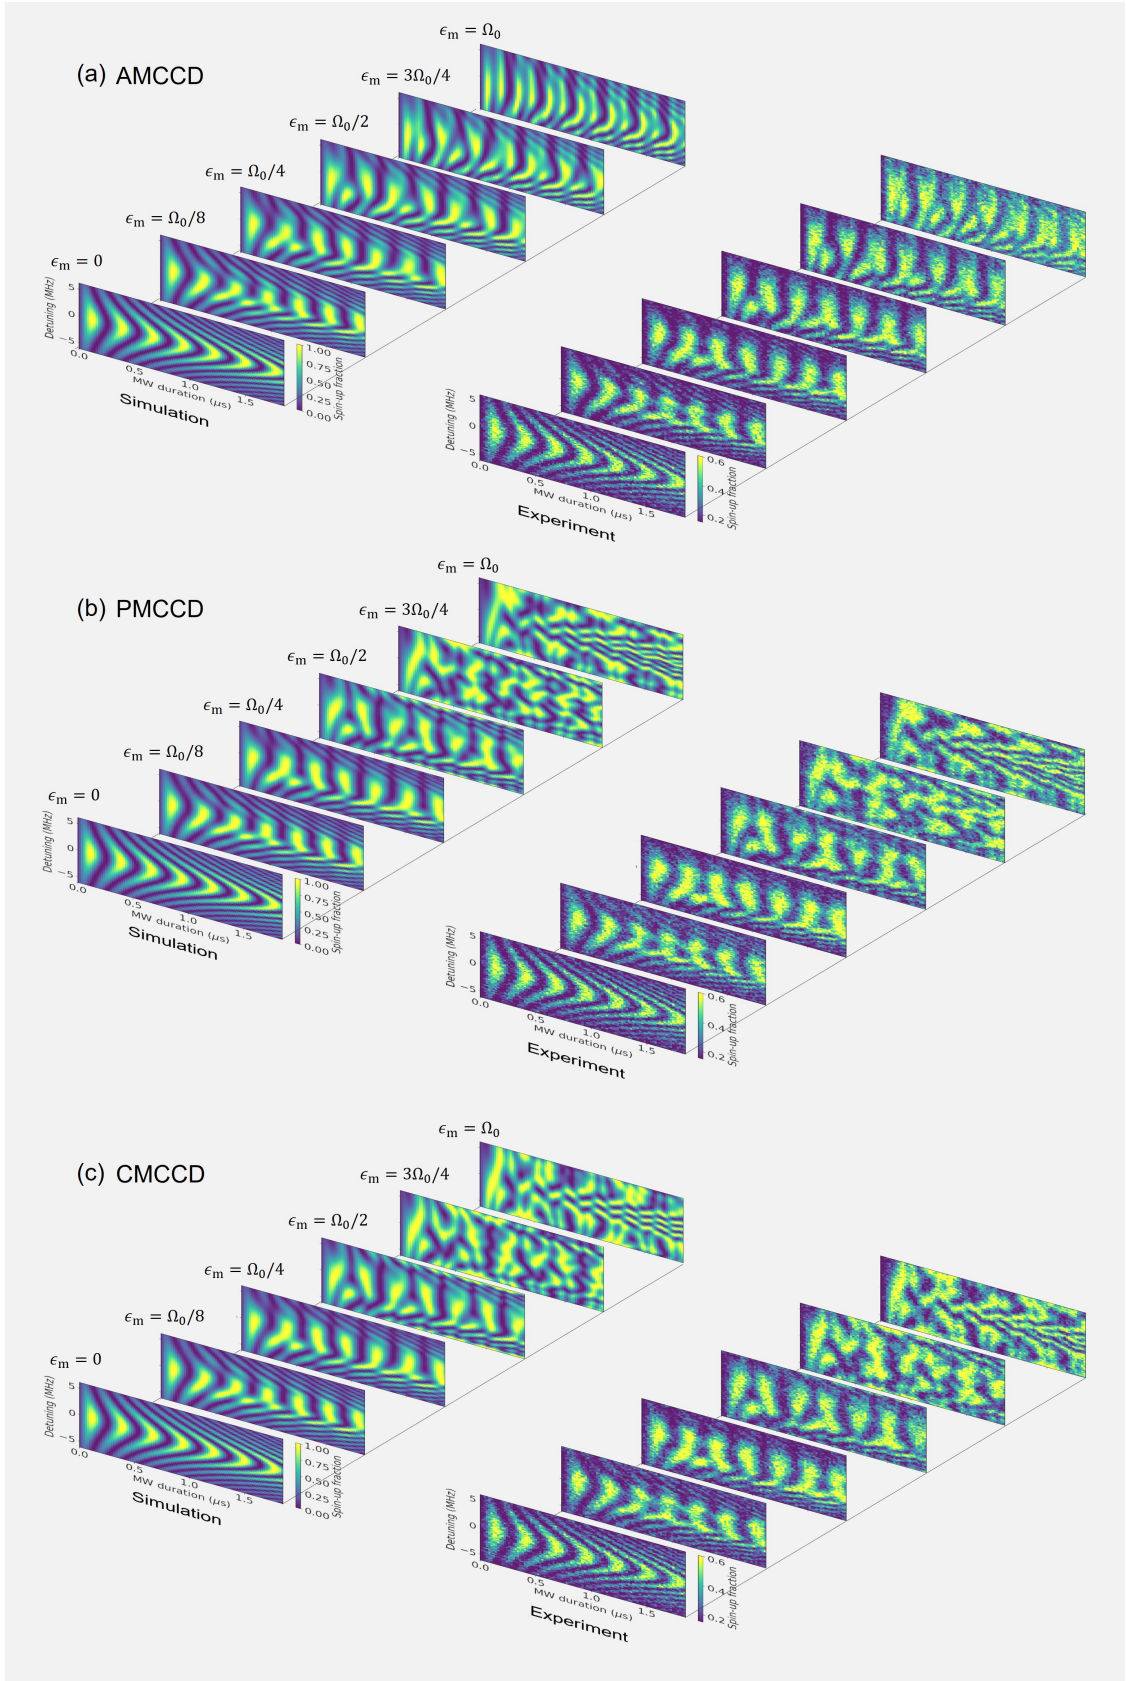 (a) AMCCD
ϵm = Ω0
ϵm = 3Ω0/4
ϵm = Ω0/2
ϵm = Ω0/4
ϵm = Ω0/8
ϵm = 0
Detuning (MHz)
5
0
−5
0.0
0.5
1.0
1.5
MW duration (μs)
Simulation
1.00
0.75
0.50
0.25
0.00
Spin-up fraction
Detuning (MHz)
5
0
−5
0.0
0.5
1.0
1.5
MW duration (μs)
Experiment
0.6
0.4
0.2
Spin-up fraction
(b) PMCCD
ϵm = Ω0
ϵm = 3Ω0/4
ϵm = Ω0/2
ϵm = Ω0/4
ϵm = Ω0/8
ϵm = 0
Detuning (MHz)
5
0
−5
0.0
0.5
1.0
1.5
MW duration (μs)
Simulation
1.00
0.75
0.50
0.25
0.00
Spin-up fraction
Detuning (MHz)
5
0
−5
0.0
0.5
1.0
1.5
MW duration (μs)
Experiment
0.6
0.4
0.2
Spin-up fraction
(c) CMCCD
ϵm = Ω0
ϵm = 3Ω0/4
ϵm = Ω0/2
ϵm = Ω0/4
ϵm = Ω0/8
ϵm = 0
Detuning (MHz)
5
0
−5
0.0
0.5
1.0
1.5
MW duration (μs)
Simulation
1.00
0.75
0.50
0.25
0.00
Spin-up fraction
Detuning (MHz)
5
0
−5
0.0
0.5
1.0
1.5
MW duration (μs)
Experiment
0.6
0.4
0.2
Spin-up fraction